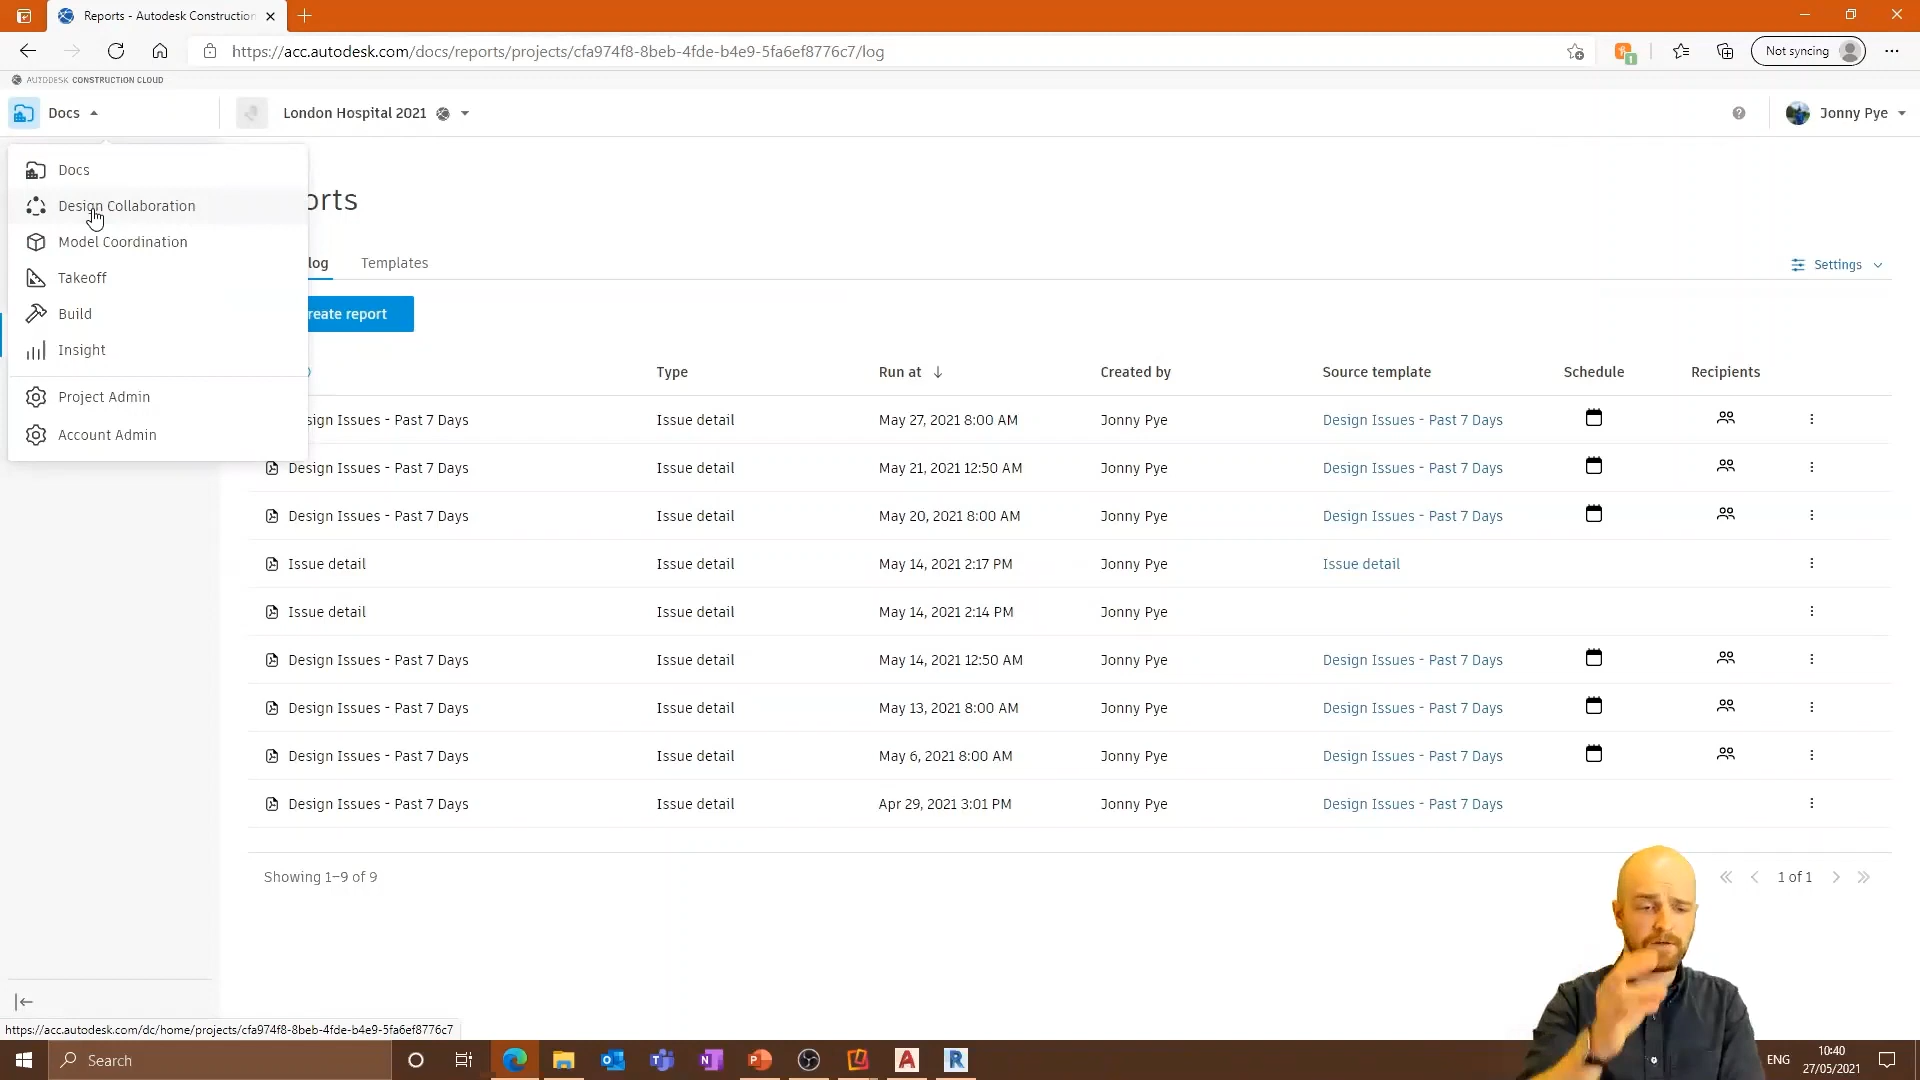 Reports - Autodesk Construction
https://acc.autodesk.com/docs/reports/projects/cfa974f8-8beb-4fde-b4e9-5fa6ef8776c7/log
Not syncing
1
AUTODESK CONSTRUCTION CLOUD
Docs
London Hospital 2021
Jonny Pye
Docs
Design Collaboration
Model Coordination
Takeoff
Build
Insight
Project Admin
Account Admin
orts
log
Templates
Settings
reate report
Type
Run at
Created by
Source template
Schedule
Recipients
sign Issues - Past 7 Days
Issue detail
May 27, 2021 8:00 AM
Jonny Pye
Design Issues - Past 7 Days
Design Issues - Past 7 Days
Issue detail
May 21, 2021 12:50 AM
Jonny Pye
Design Issues - Past 7 Days
Design Issues - Past 7 Days
Issue detail
May 20, 2021 8:00 AM
Jonny Pye
Design Issues - Past 7 Days
Issue detail
Issue detail
May 14, 2021 2:17 PM
Jonny Pye
Issue detail
Issue detail
Issue detail
May 14, 2021 2:14 PM
Jonny Pye
Design Issues - Past 7 Days
Issue detail
May 14, 2021 12:50 AM
Jonny Pye
Design Issues - Past 7 Days
Design Issues - Past 7 Days
Issue detail
May 13, 2021 8:00 AM
Jonny Pye
Design Issues - Past 7 Days
Design Issues - Past 7 Days
Issue detail
May 6, 2021 8:00 AM
Jonny Pye
Design Issues - Past 7 Days
Design Issues - Past 7 Days
Issue detail
Apr 29, 2021 3:01 PM
Jonny Pye
Design Issues - Past 7 Days
Showing 1–9 of 9
1 of 1
https://acc.autodesk.com/dc/home/projects/cfa974f8-8beb-4fde-b4e9-5fa6ef8776c7
Search
ENG
10:40
27/05/2021